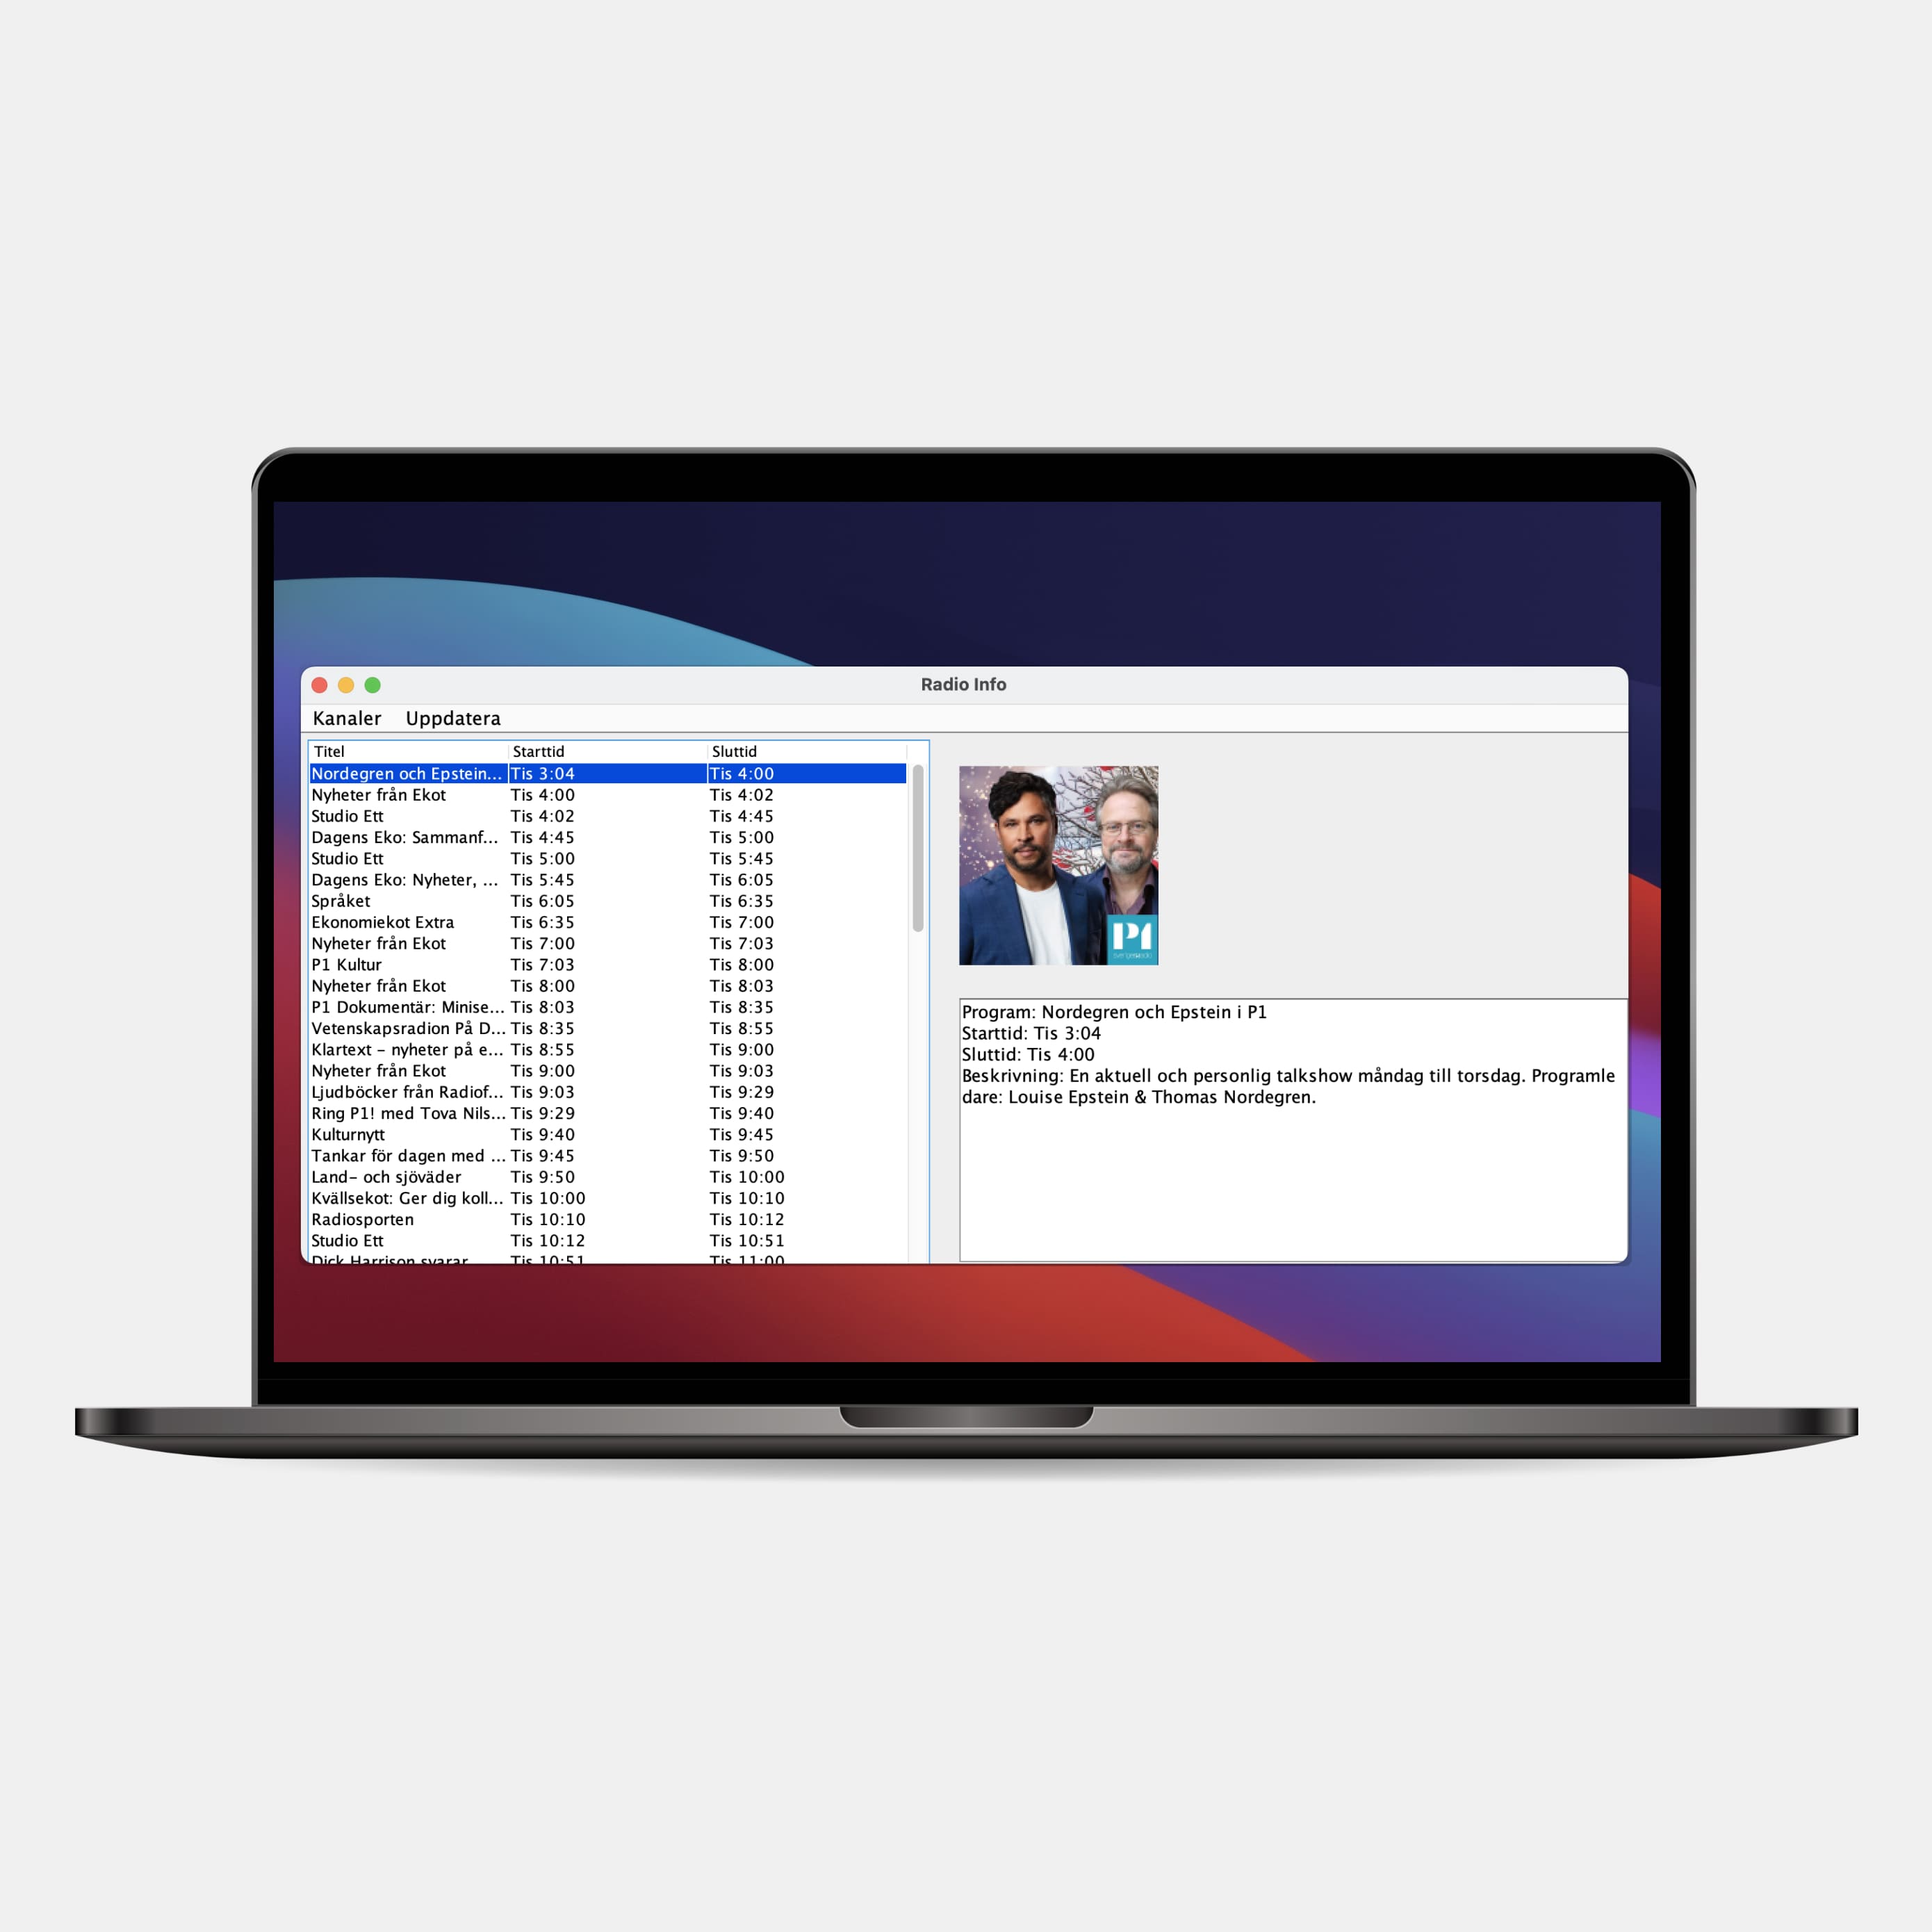 Radio Info
Kanaler Uppdatera
Titel Starttid Sluttid
Nordegren och Epstein... Tis 3:04 Tis 4:00
Nyheter från Ekot Tis 4:00 Tis 4:02
Studio Ett Tis 4:02 Tis 4:45
Dagens Eko: Sammanf... Tis 4:45 Tis 5:00
Studio Ett Tis 5:00 Tis 5:45
Dagens Eko: Nyheter, ... Tis 5:45 Tis 6:05
Språket Tis 6:05 Tis 6:35
Ekonomiekot Extra Tis 6:35 Tis 7:00
Nyheter från Ekot Tis 7:00 Tis 7:03
P1 Kultur Tis 7:03 Tis 8:00
Nyheter från Ekot Tis 8:00 Tis 8:03
P1 Dokumentär: Minise... Tis 8:03 Tis 8:35
Vetenskapsradion På D... Tis 8:35 Tis 8:55
Klartext – nyheter på e... Tis 8:55 Tis 9:00
Nyheter från Ekot Tis 9:00 Tis 9:03
Ljudböcker från Radiof... Tis 9:03 Tis 9:29
Ring P1! med Tova Nils... Tis 9:29 Tis 9:40
Kulturnytt Tis 9:40 Tis 9:45
Tankar för dagen med ... Tis 9:45 Tis 9:50
Land- och sjöväder Tis 9:50 Tis 10:00
Kvällsekot: Ger dig koll... Tis 10:00 Tis 10:10
Radiosporten Tis 10:10 Tis 10:12
Studio Ett Tis 10:12 Tis 10:51
Dick Harrison svarar Tis 10:51 Tis 11:00
P1
sverigesradio
Program: Nordegren och Epstein i P1
Starttid: Tis 3:04
Sluttid: Tis 4:00
Beskrivning: En aktuell och personlig talkshow måndag till torsdag. Programle
dare: Louise Epstein & Thomas Nordegren.